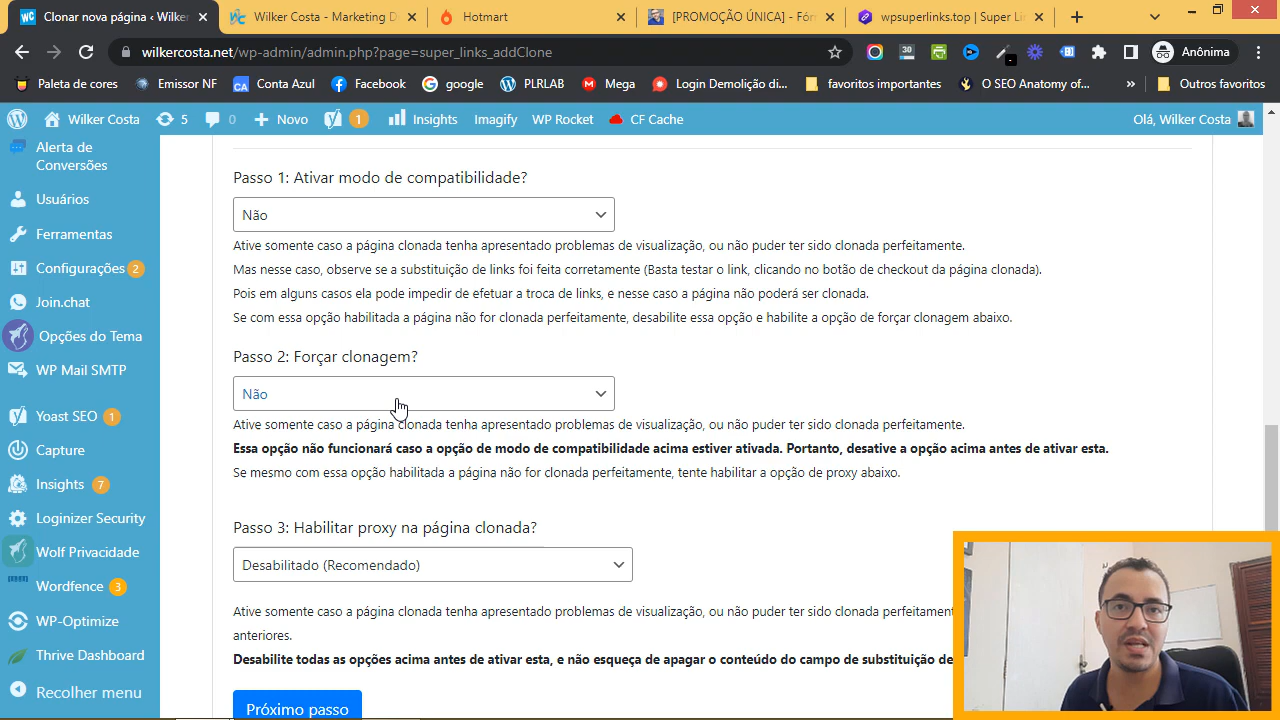 Clonar nova página ‹ Wilker
Wilker Costa - Marketing D
Hotmart
[PROMOÇÃO ÚNICA] - Fór
wpsuperlinks.top | Super Li
wilkercosta.net/wp-admin/admin.php?page=super_links_addClone
30
Anônima
Paleta de cores
Emissor NF
CA
Conta Azul
Facebook
google
PLRLAB
Mega
Login Demolição di...
favoritos importantes
O SEO Anatomy of...
»
Outros favoritos
Wilker Costa
5
0
Novo
1
Insights
Imagify
WP Rocket
CF Cache
Olá, Wilker Costa
Alerta de
Conversões
Usuários
Ferramentas
Configurações 2
Join.chat
Opções do Tema
WP Mail SMTP
Yoast SEO 1
Capture
Insights 7
Loginizer Security
Wolf Privacidade
Wordfence 3
WP-Optimize
Thrive Dashboard
Recolher menu
Passo 1: Ativar modo de compatibilidade?
Não
Ative somente caso a página clonada tenha apresentado problemas de visualização, ou não puder ter sido clonada perfeitamente.
Mas nesse caso, observe se a substituição de links foi feita corretamente (Basta testar o link, clicando no botão de checkout da página clonada).
Pois em alguns casos ela pode impedir de efetuar a troca de links, e nesse caso a página não poderá ser clonada.
Se com essa opção habilitada a página não for clonada perfeitamente, desabilite esso opção e habilite a opção de forçar clonagem abaixo.
Passo 2: Forçar clonagem?
Não
Ative somente caso a página clonada tenha apresentado problemas de visualização, ou não puder ter sido clonada perfeitamente.
Essa opção não funcionará caso a opção de modo de compatibilidade acima estiver ativada. Portanto, desative a opção acima antes de ativar esta.
Se mesmo com essa opção habilitada a página não for clonada perfeitamente, tente habilitar a opção de proxy abaixo.
Passo 3: Habilitar proxy na página clonada?
Desabilitado (Recomendado)
Ative somente caso a página clonada tenha apresentado problemas de visualização, ou não puder ter sido clonada perfeitament
anteriores.
Desabilite todas as opções acima antes de ativar esta, e não esqueça de apagar o conteúdo do campo de substituição de
Próximo passo